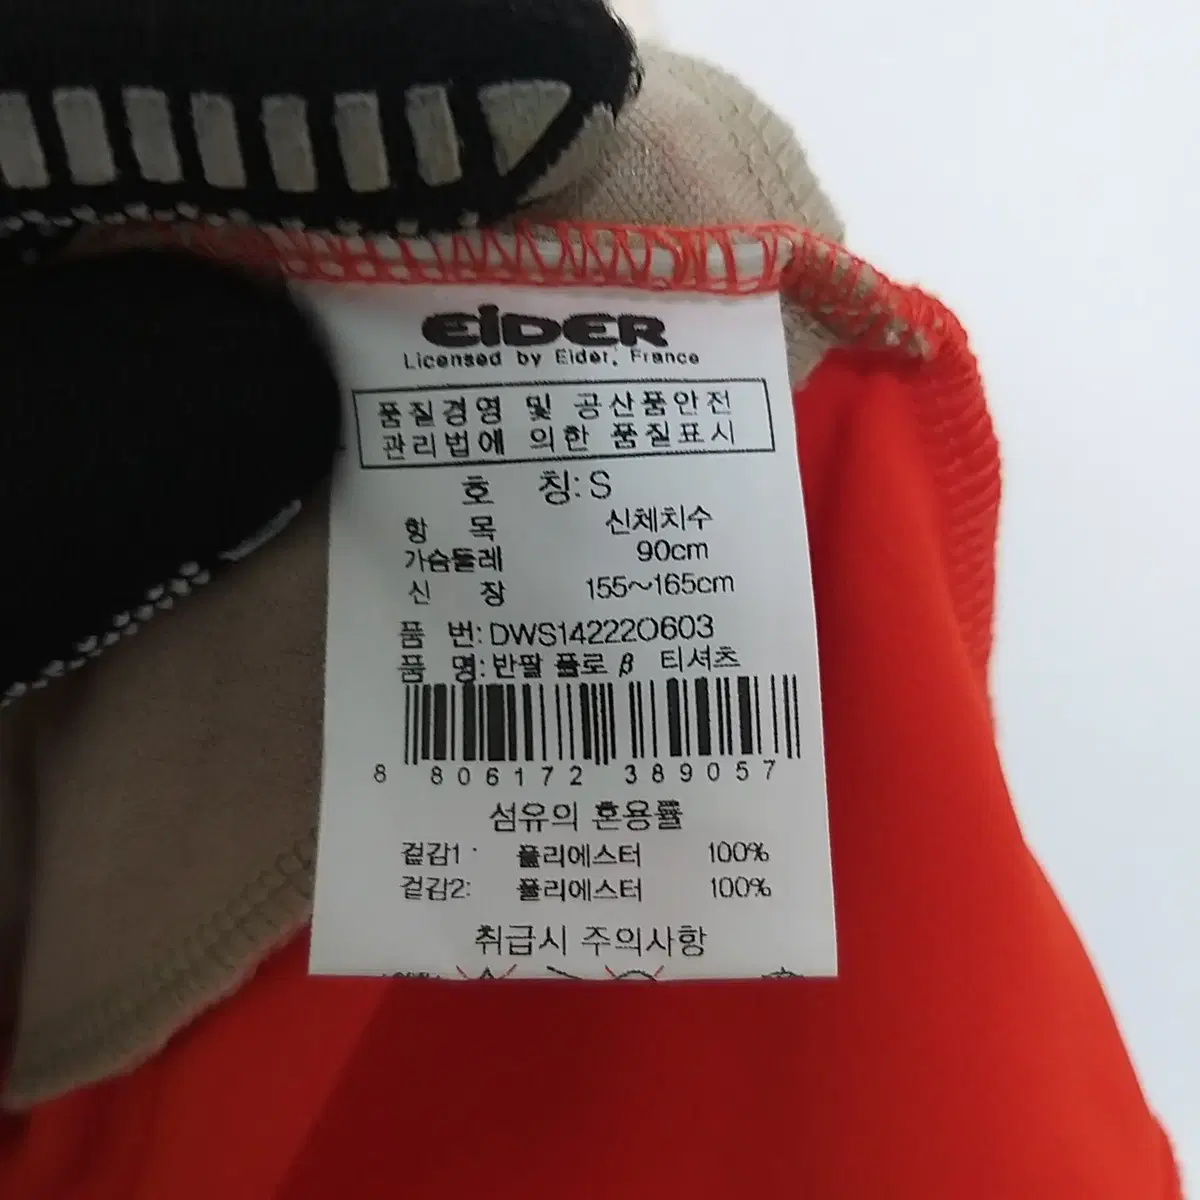 EiDER
Licensed by Eider, France
품질경영 및 공산품안전
관리법에 의한 품질표시
호 칭: S
항 목 신체치수
가슴둘레 90cm
신 장 155~165cm
품 번: DWS142220603
품 명: 반팔 플로 β 티셔츠
8 806172 389057
섬유의 혼용률
겉감1: 폴리에스터 100%
겉감2: 폴리에스터 100%
취급시 주의사항